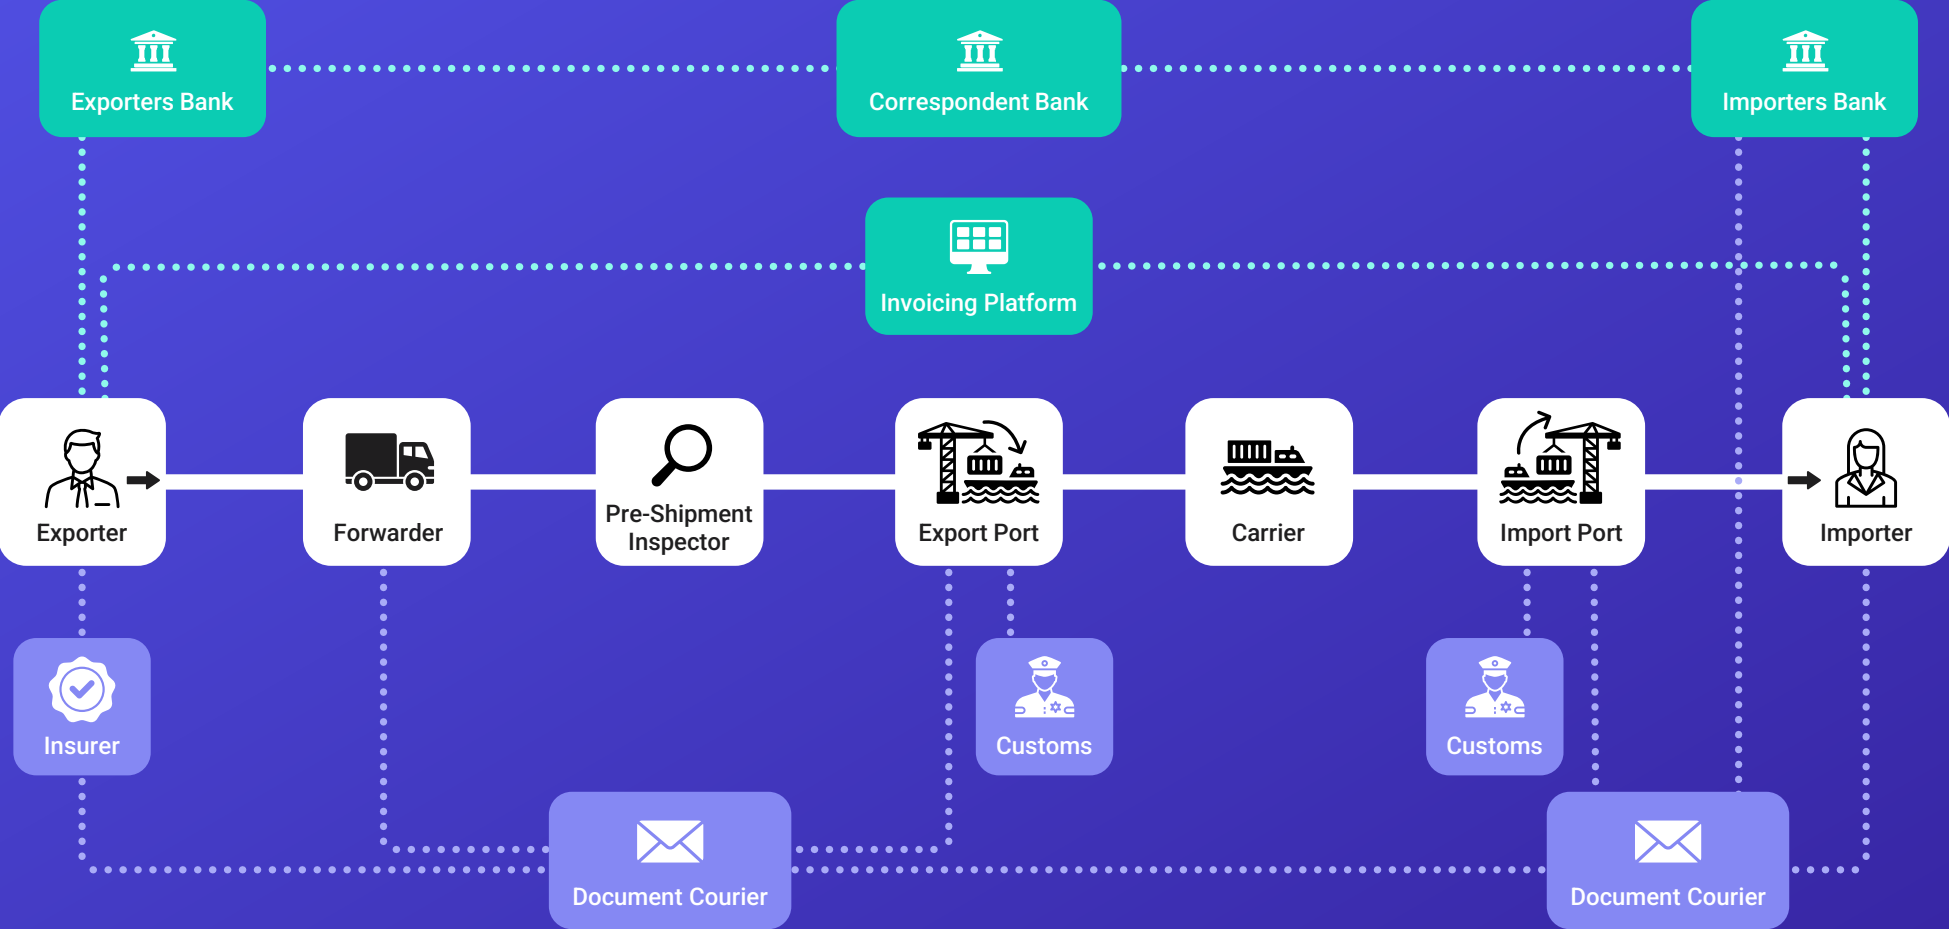 Exporters Bank
Correspondent Bank
Importers Bank
Invoicing Platform
Exporter
Forwarder
Pre-Shipment
Inspector
Export Port
Carrier
Import Port
Importer
Insurer
Customs
Customs
Document Courier
Document Courier